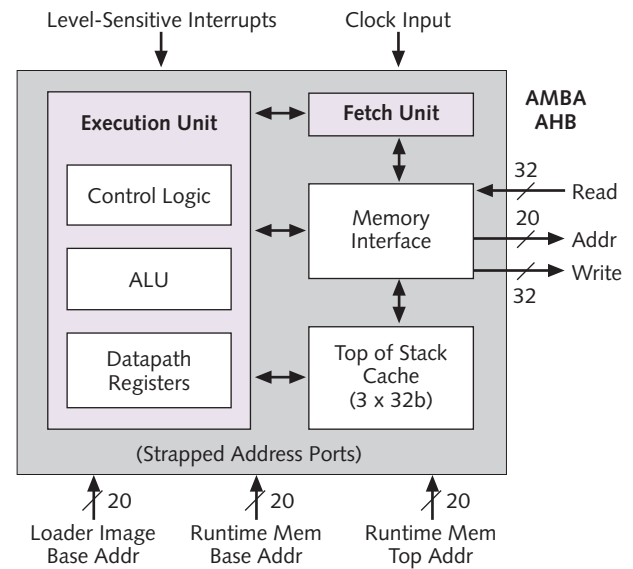 Level-Sensitive Interrupts
Clock Input
AMBA
AHB
Execution Unit
Fetch Unit
Control Logic
ALU
Datapath
Registers
Memory
Interface
32
Read
20
Addr
Write
32
Top of Stack
Cache
(3 x 32b)
(Strapped Address Ports)
20
Loader Image
Base Addr
20
Runtime Mem
Base Addr
20
Runtime Mem
Top Addr